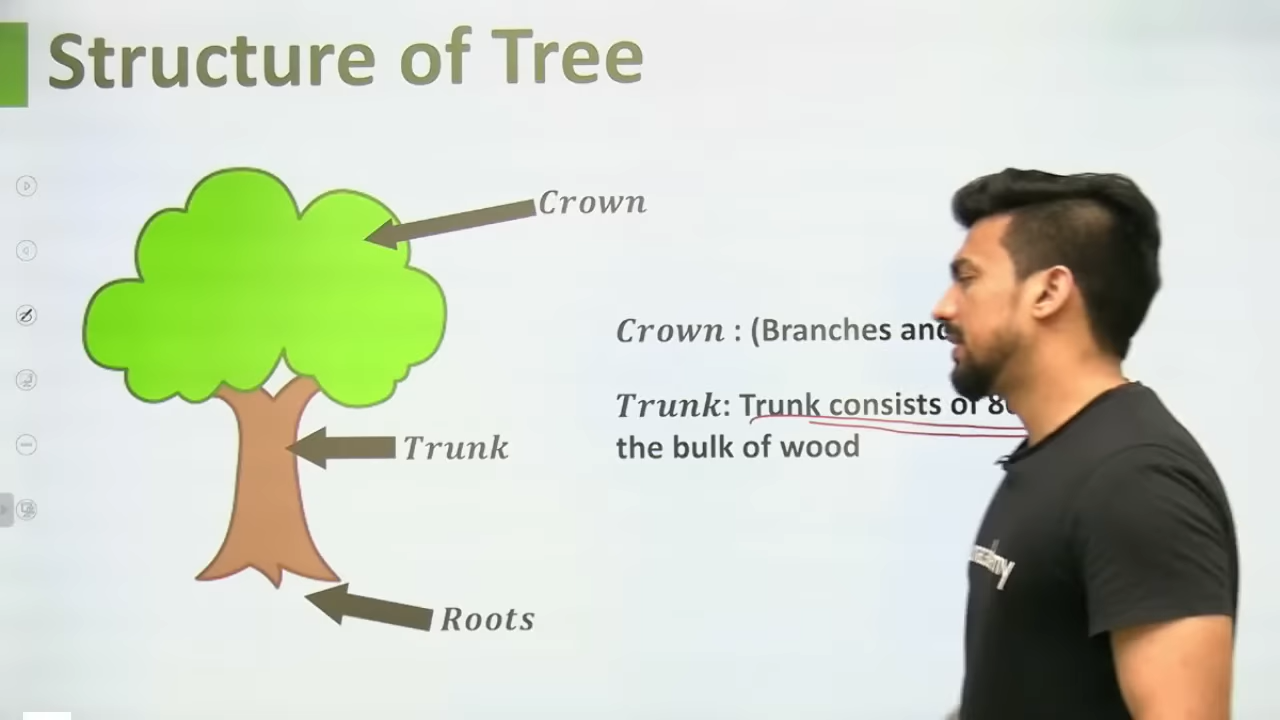 Structure of Tree
Crown
Crown : (Branches and
Trunk: Trunk consists of
the bulk of wood
Trunk
Roots